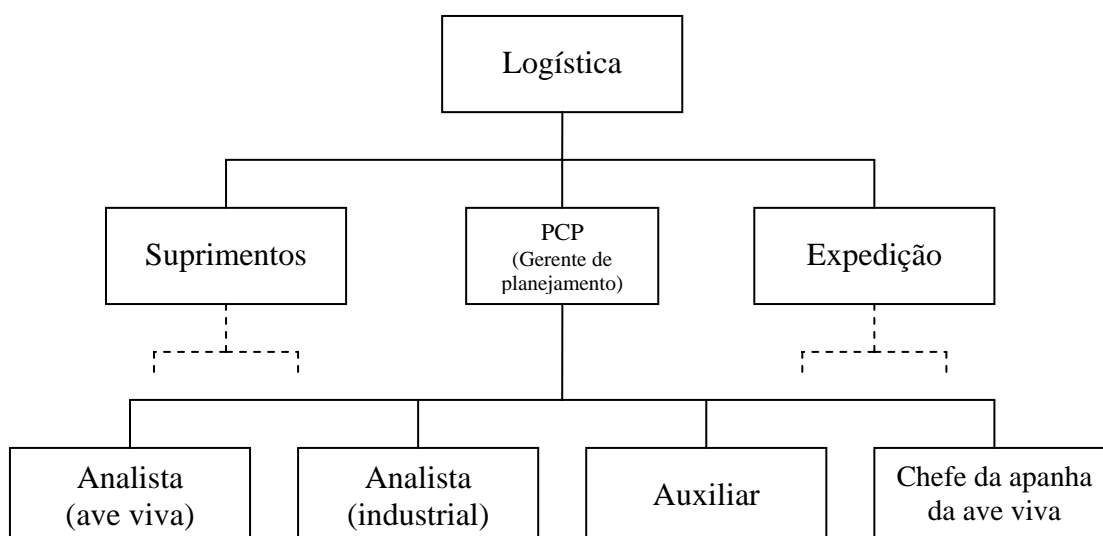 Logística
Suprimentos
PCP
(Gerente de
planejamento)
Expedição
Analista
(ave viva)
Analista
(industrial)
Auxiliar
Chefe da apanha
da ave viva